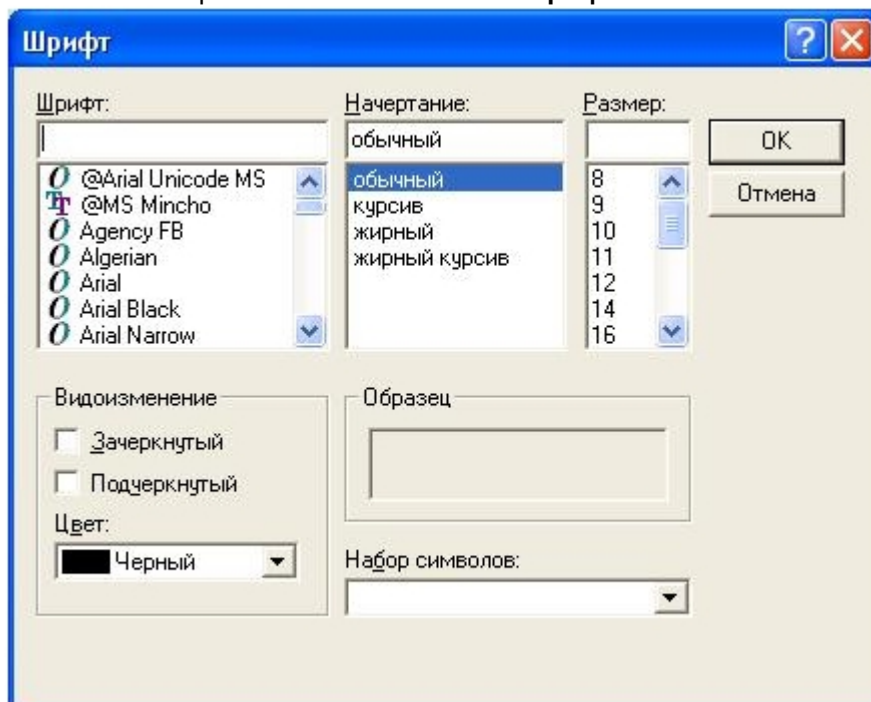 Шрифт
Шрифт:
Начертание:
Размер:
обычный
OK
@Arial Unicode MS
@MS Mincho
Agency FB
Algerian
Arial
Arial Black
Arial Narrow
обычный
курсив
жирный
жирный курсив
8
9
10
11
12
14
16
Отмена
Видоизменение
Зачеркнутый
Подчеркнутый
Цвет:
Черный
Образец
Набор символов: